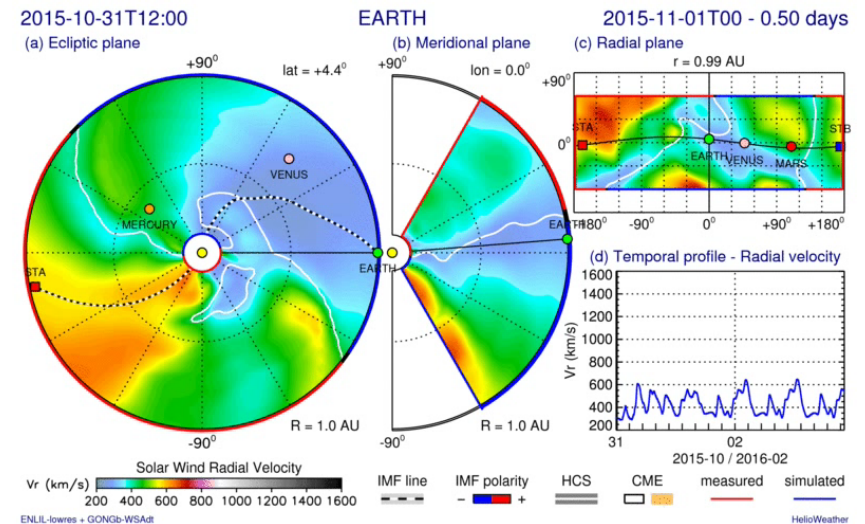 2015-10-31T12:00 EARTH 2015-11-01T00 - 0.50 days
(a) Ecliptic plane (b) Meridional plane (c) Radial plane
+90° lat = +4.4° +90° lon = 0.0° r = 0.99 AU
VENUS
MERCURY
STA
EARTH
R = 1.0 AU
-90°
EARTH
R = 1.0 AU
-90°
+90°
0°
STA STB
EARTH VENUS MARS
-180° -90° 0° +90° +180°
(d) Temporal profile - Radial velocity
Vr (km/s)
1600
1400
1200
1000
800
600
400
200
31 02
2015-10 / 2016-02
Solar Wind Radial Velocity
Vr (km/s)
200 400 600 800 1000 1200 1400 1600
IMF line IMF polarity HCS CME measured simulated
- +
ENLIL-lowres + GONGb-WSAdt HelioWeather